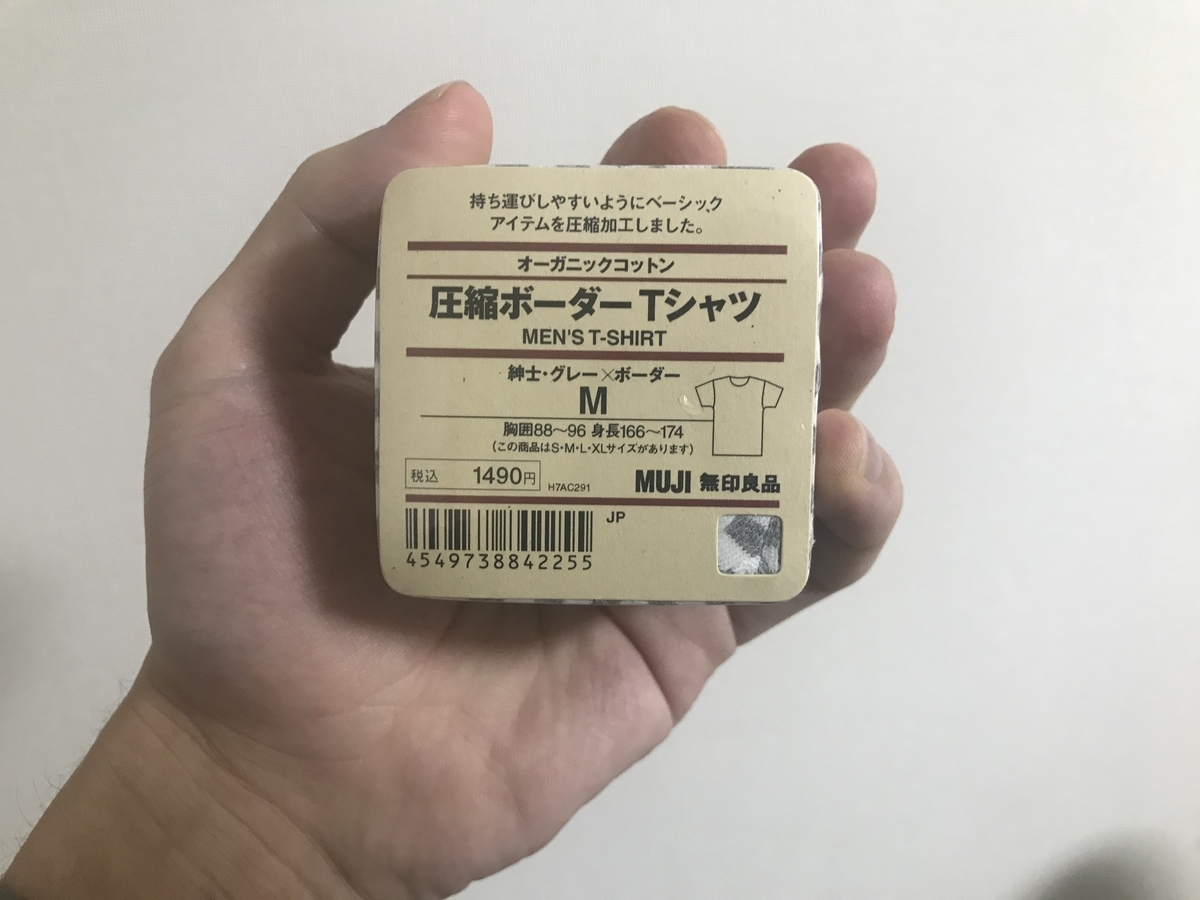 持ち運びしやすいようにベーシック
アイテムを圧縮加工しました。
オーガニックコットン
圧縮ボーダーTシャツ
MEN'S T-SHIRT
紳士・グレー×ボーダー
M
胸囲88〜96 身長166〜174
(この商品はS・M・L・XLサイズがあります)
税込 1490円 H7AC291 MUJI 無印良品
JP
4549738842255